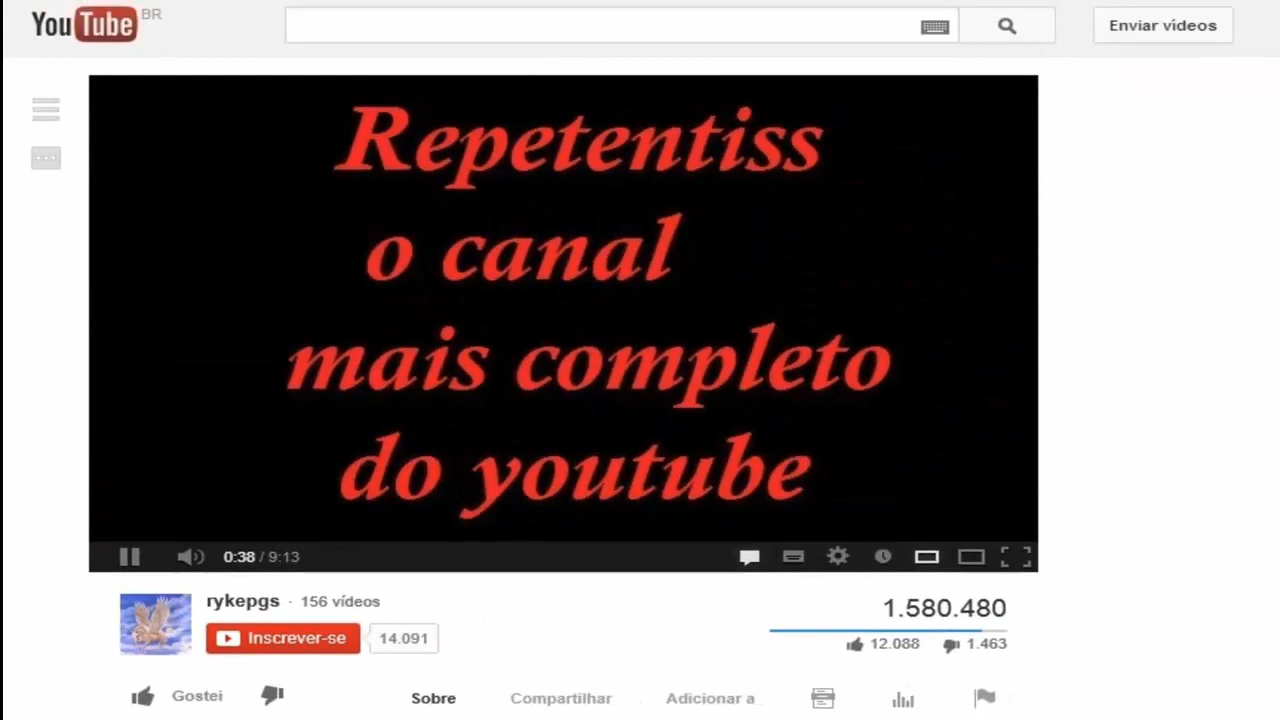 YouTube BR
Enviar vídeos
Repetentiss
o canal
mais completo
do youtube
0:38 / 9:13
rykepgs · 156 vídeos
1.580.480
Inscrever-se 14.091
12.088 1.463
Gostei
Sobre Compartilhar Adicionar a